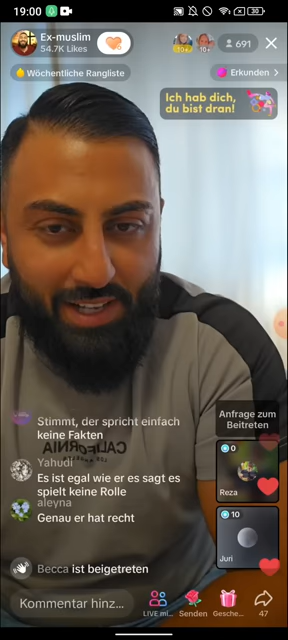 19:00
30
Ex-muslim
54.7K Likes
10+
691
Wöchentliche Rangliste
Erkunden >
Ich hab dich,
du bist dran!
Stimmt, der spricht einfach
keine Fakten
CALIFORNIA
Yahudi
Es ist egal wie er es sagt es
spielt keine Rolle
aleyna
Genau er hat recht
Anfrage zum
Beitreten
0
Reza
10
Juri
Becca ist beigetreten
Kommentar hinz...
LIVE mi...
Senden
Gesche...
47